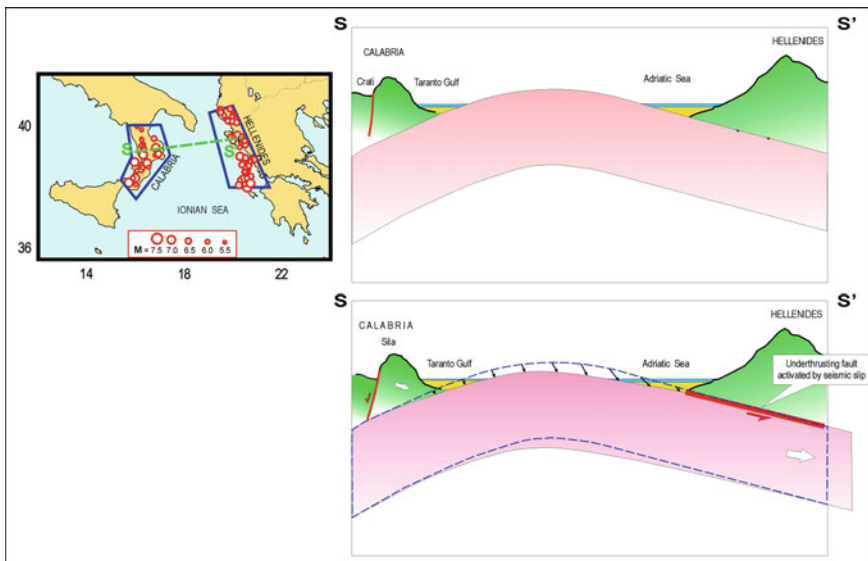 40
36
14
18
22
S
S'
HELLENIDES
CALABRIA
IONIAN SEA
M = 7.5 7.0 6.5 6.0 5.5
S
S'
CALABRIA
HELLENIDES
Crati
Taranto Gulf
Adriatic Sea
S
S'
CALABRIA
HELLENIDES
Sila
Taranto Gulf
Adriatic Sea
Underthrusting fault
activated by seismic slip